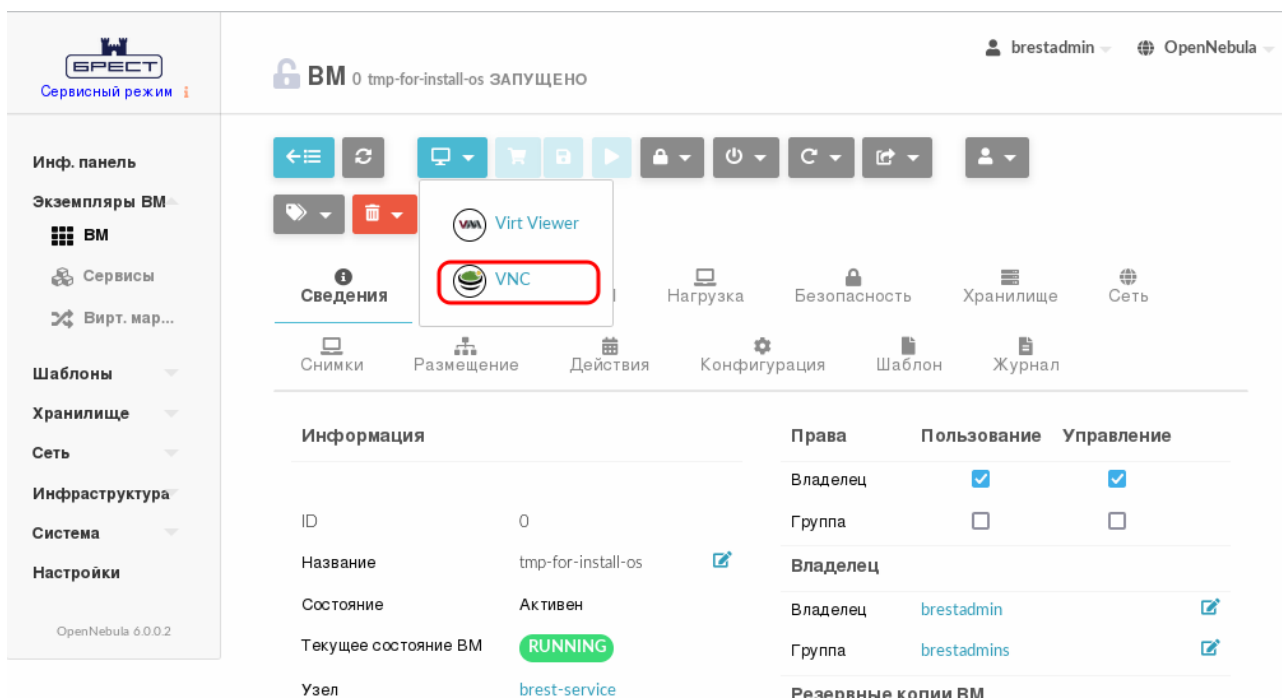 БРЕСТ
Сервисный режим i
brestadmin
OpenNebula
ВМ 0 tmp-for-install-os ЗАПУЩЕНО
Инф. панель
Экземпляры ВМ
ВМ
Сервисы
Вирт. мар...
Шаблоны
Хранилище
Сеть
Инфраструктура
Система
Настройки
OpenNebula 6.0.0.2
Virt Viewer
VNC
Сведения
Нагрузка
Безопасность
Хранилище
Сеть
Снимки
Размещение
Действия
Конфигурация
Шаблон
Журнал
Информация
ID 0
Название tmp-for-install-os
Состояние Активен
Текущее состояние ВМ RUNNING
Узел brest-service
Права Пользование Управление
Владелец
Группа
Владелец
Владелец brestadmin
Группа brestadmins
Резервные копии ВМ